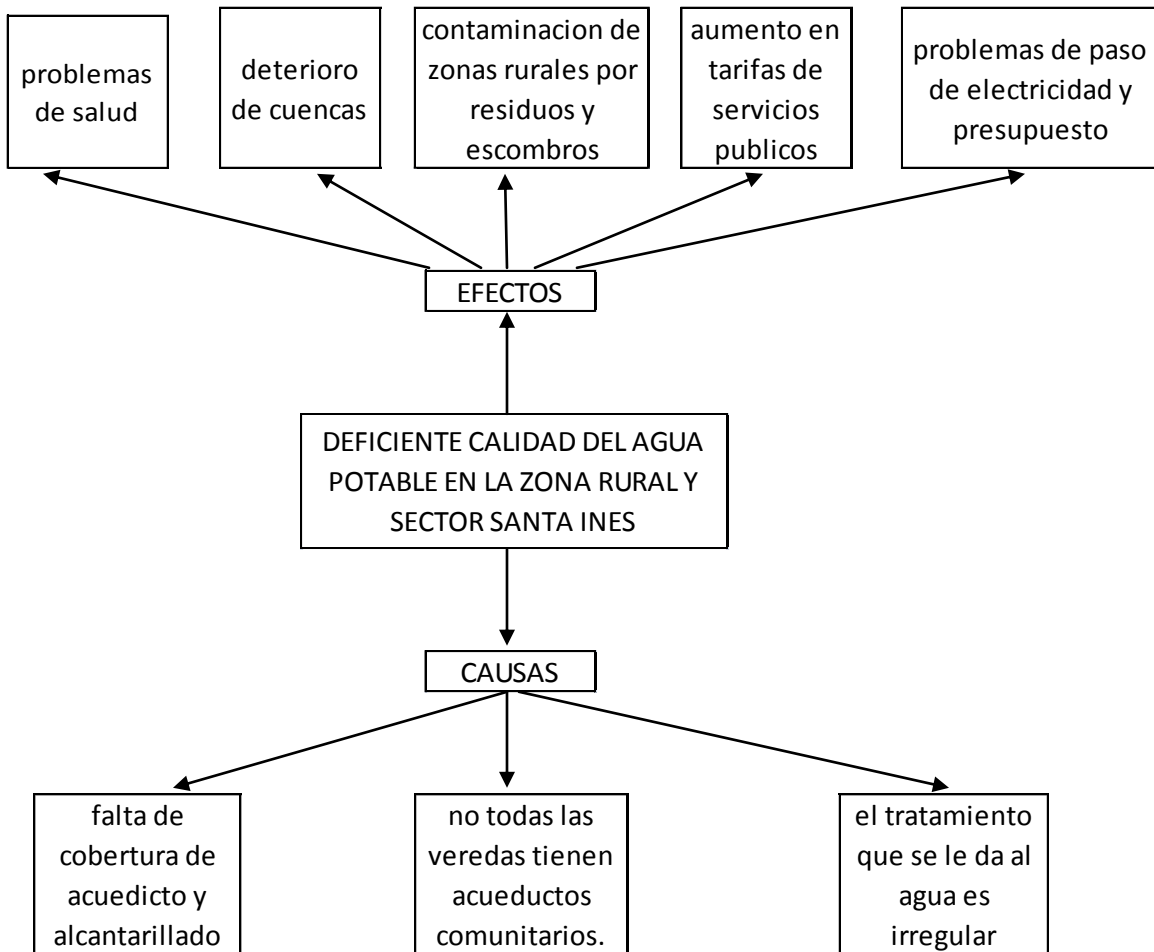 problemas
de salud
deterioro
de cuencas
contaminacion de
zonas rurales por
residuos y
escombros
aumento en
tarifas de
servicios
publicos
problemas de paso
de electricidad y
presupuesto
EFECTOS
DEFICIENTE CALIDAD DEL AGUA
POTABLE EN LA ZONA RURAL Y
SECTOR SANTA INES
CAUSAS
falta de
cobertura de
acuedicto y
alcantarillado
no todas las
veredas tienen
acueductos
comunitarios.
el tratamiento
que se le da al
agua es
irregular